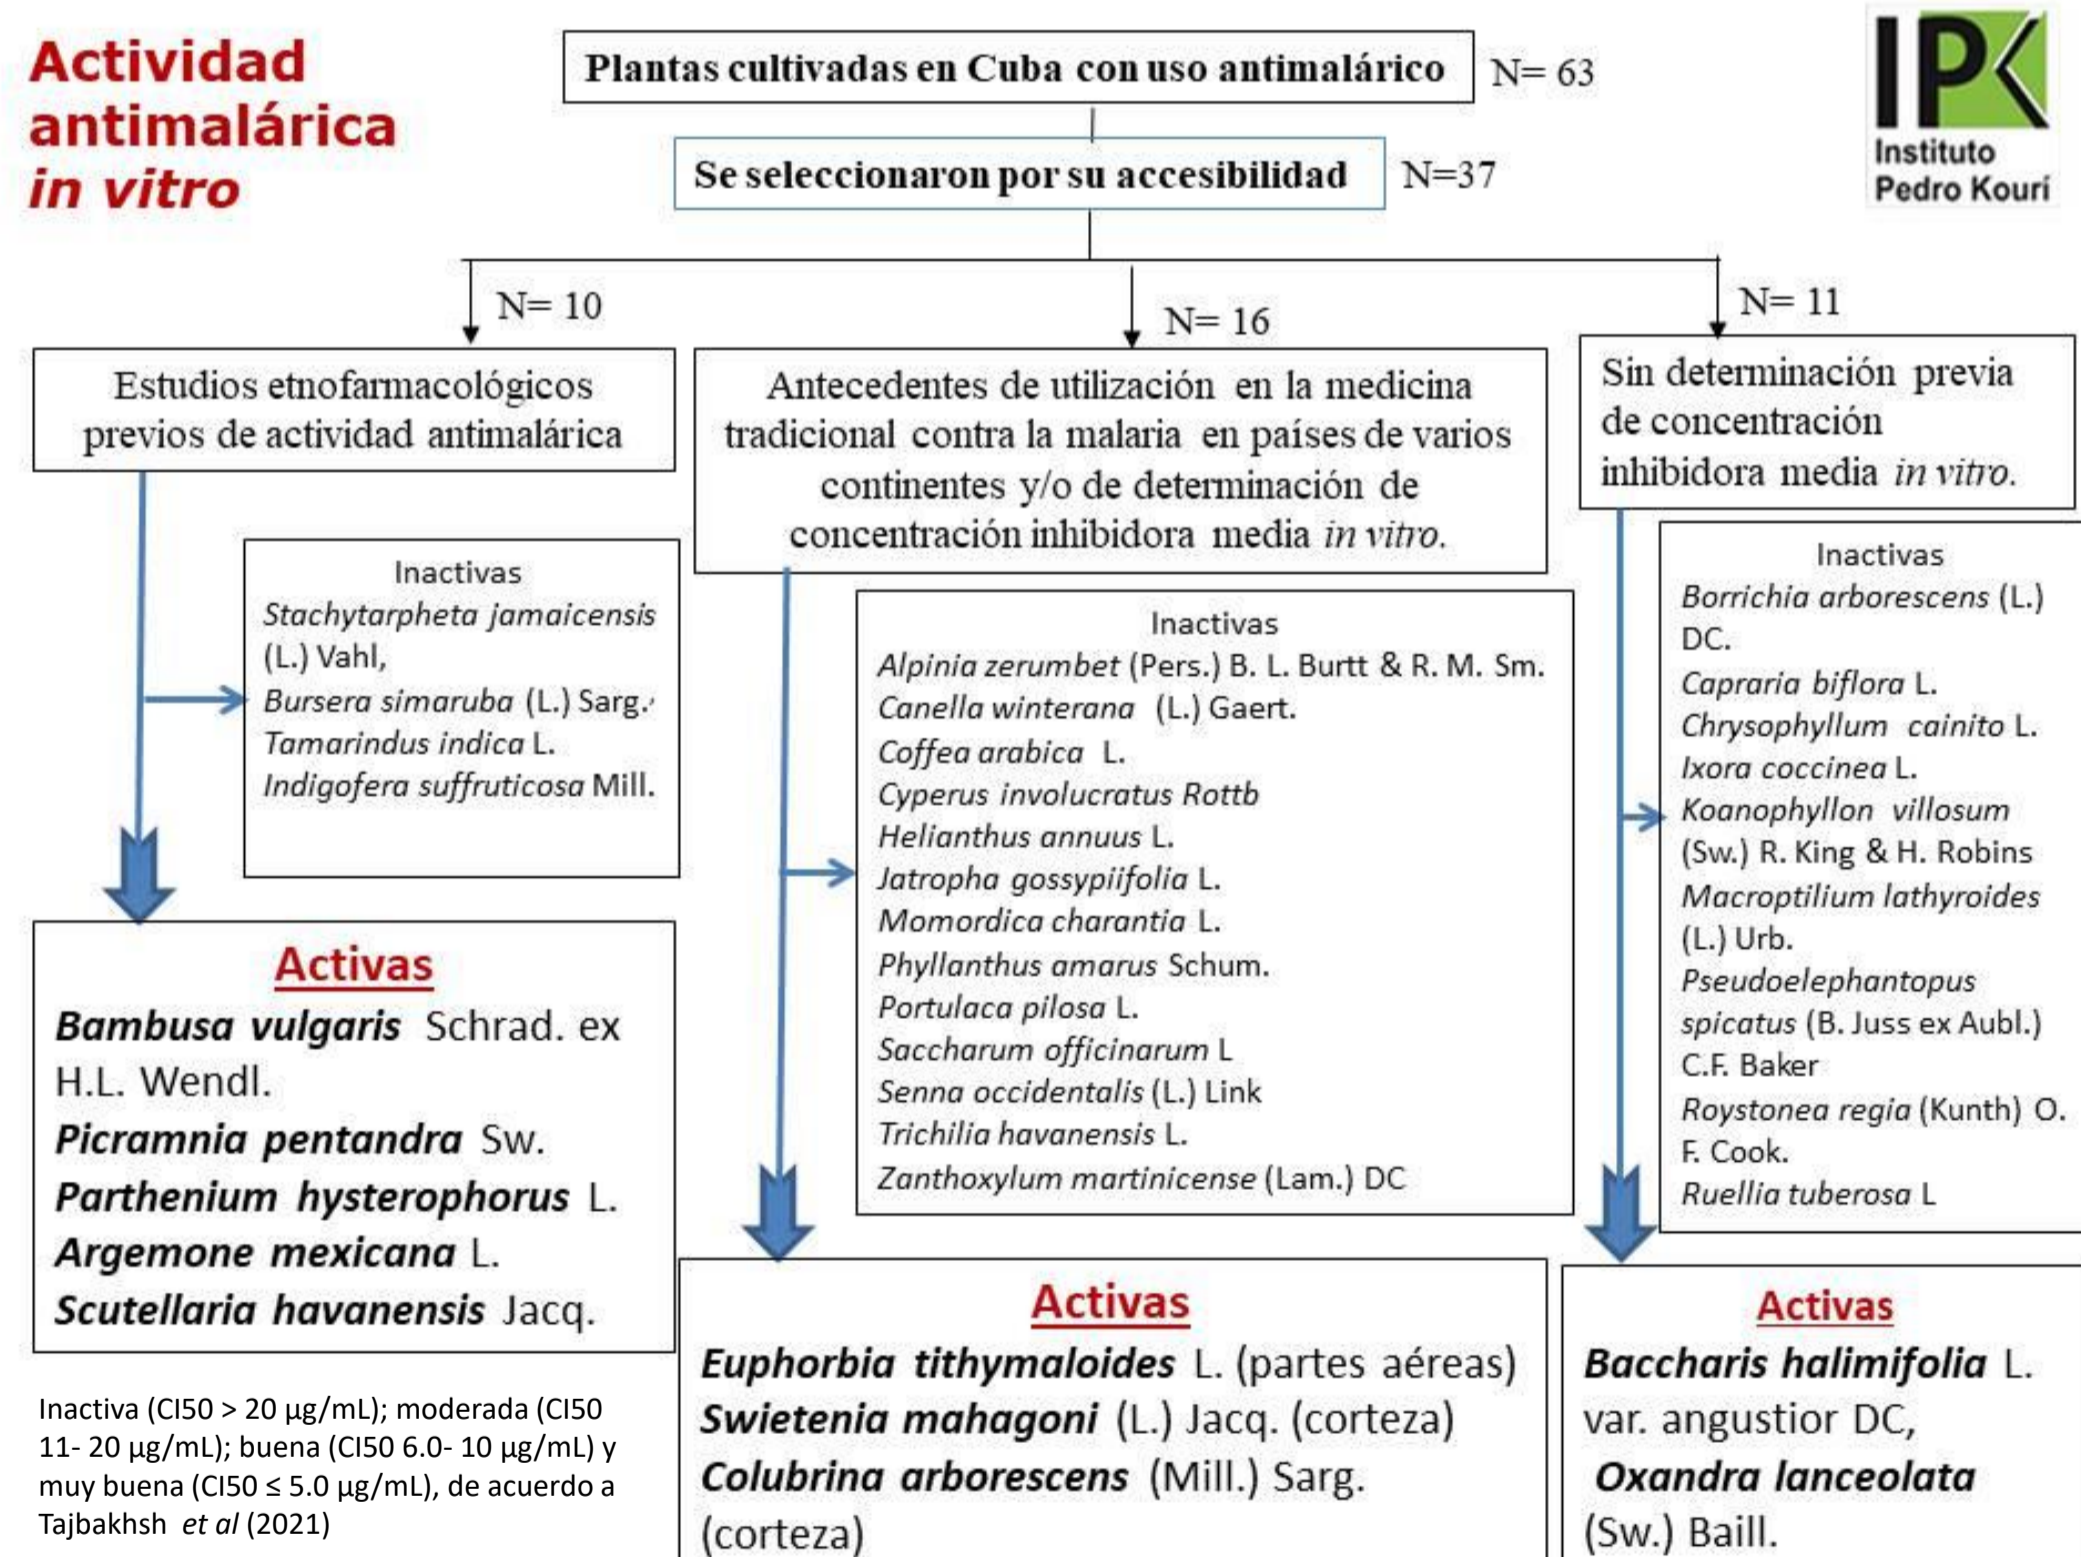 Actividad
antimalárica
in vitro
Plantas cultivadas en Cuba con uso antimalárico
N= 63
Se seleccionaron por su accesibilidad
N=37
IPK
Instituto
Pedro Kourí
N= 10
N= 16
N= 11
Estudios etnofarmacológicos
previos de actividad antimalárica
Antecedentes de utilización en la medicina
tradicional contra la malaria en países de varios
continentes y/o de determinación de
concentración inhibidora media in vitro.
Sin determinación previa
de concentración
inhibidora media in vitro.
Inactivas
Stachytarpheta jamaicensis
(L.) Vahl,
Bursera simaruba (L.) Sarg.,
Tamarindus indica L.
Indigofera suffruticosa Mill.
Inactivas
Alpinia zerumbet (Pers.) B. L. Burtt & R. M. Sm.
Canella winterana (L.) Gaert.
Coffea arabica L.
Cyperus involucratus Rottb
Helianthus annuus L.
Jatropha gossypiifolia L.
Momordica charantia L.
Phyllanthus amarus Schum.
Portulaca pilosa L.
Saccharum officinarum L
Senna occidentalis (L.) Link
Trichilia havanensis L.
Zanthoxylum martinicense (Lam.) DC
Inactivas
Borrichia arborescens (L.)
DC.
Capraria biflora L.
Chrysophyllum cainito L.
Ixora coccinea L.
Koanophyllon villosum
(Sw.) R. King & H. Robins
Macroptilium lathyroides
(L.) Urb.
Pseudoelephantopus
spicatus (B. Juss ex Aubl.)
C.F. Baker
Roystonea regia (Kunth) O.
F. Cook.
Ruellia tuberosa L
Activas
Bambusa vulgaris Schrad. ex
H.L. Wendl.
Picramnia pentandra Sw.
Parthenium hysterophorus L.
Argemone mexicana L.
Scutellaria havanensis Jacq.
Activas
Euphorbia tithymaloides L. (partes aéreas)
Swietenia mahagoni (L.) Jacq. (corteza)
Colubrina arborescens (Mill.) Sarg.
(corteza)
Activas
Baccharis halimifolia L.
var. angustior DC,
Oxandra lanceolata
(Sw.) Baill.
Inactiva (CI50 > 20 µg/mL); moderada (CI50
11- 20 µg/mL); buena (CI50 6.0- 10 µg/mL) y
muy buena (CI50 ≤ 5.0 µg/mL), de acuerdo a
Tajbakhsh et al (2021)